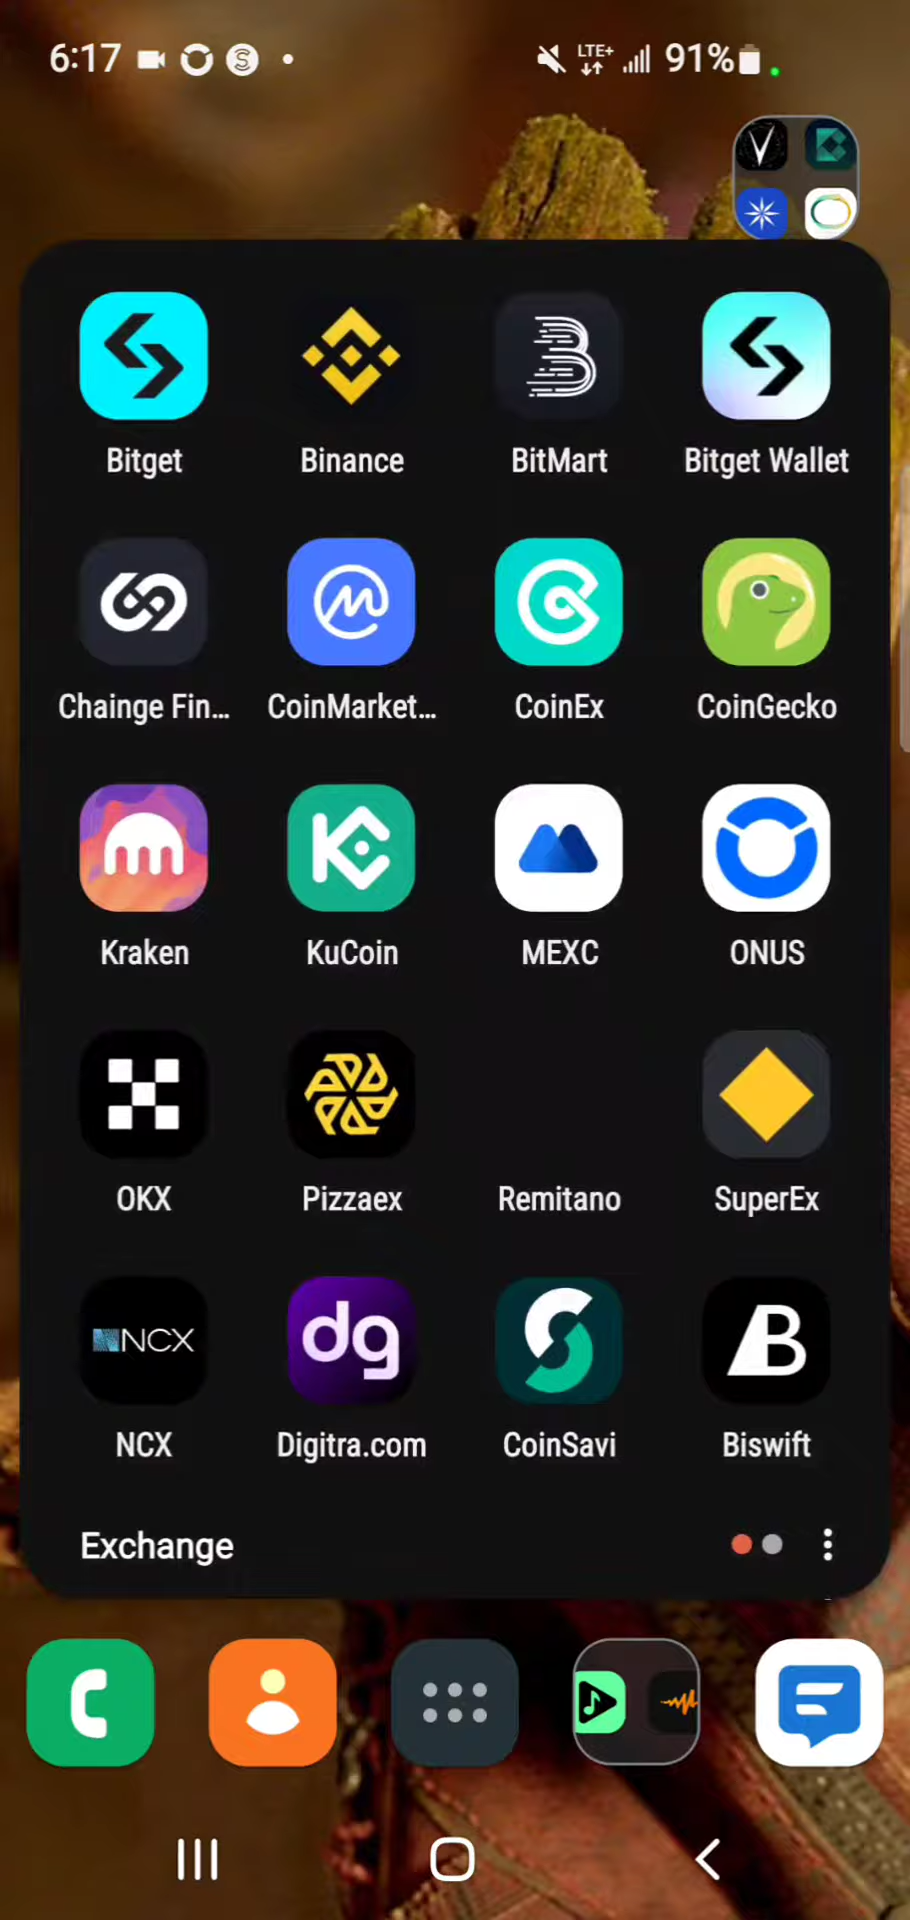 6:17 LTE+ 91%
Bitget Binance BitMart Bitget Wallet
Chainge Fin... CoinMarket... CoinEx CoinGecko
Kraken KuCoin MEXC ONUS
OKX Pizzaex Remitano SuperEx
NCX
dg
NCX Digitra.com CoinSavi Biswift
Exchange